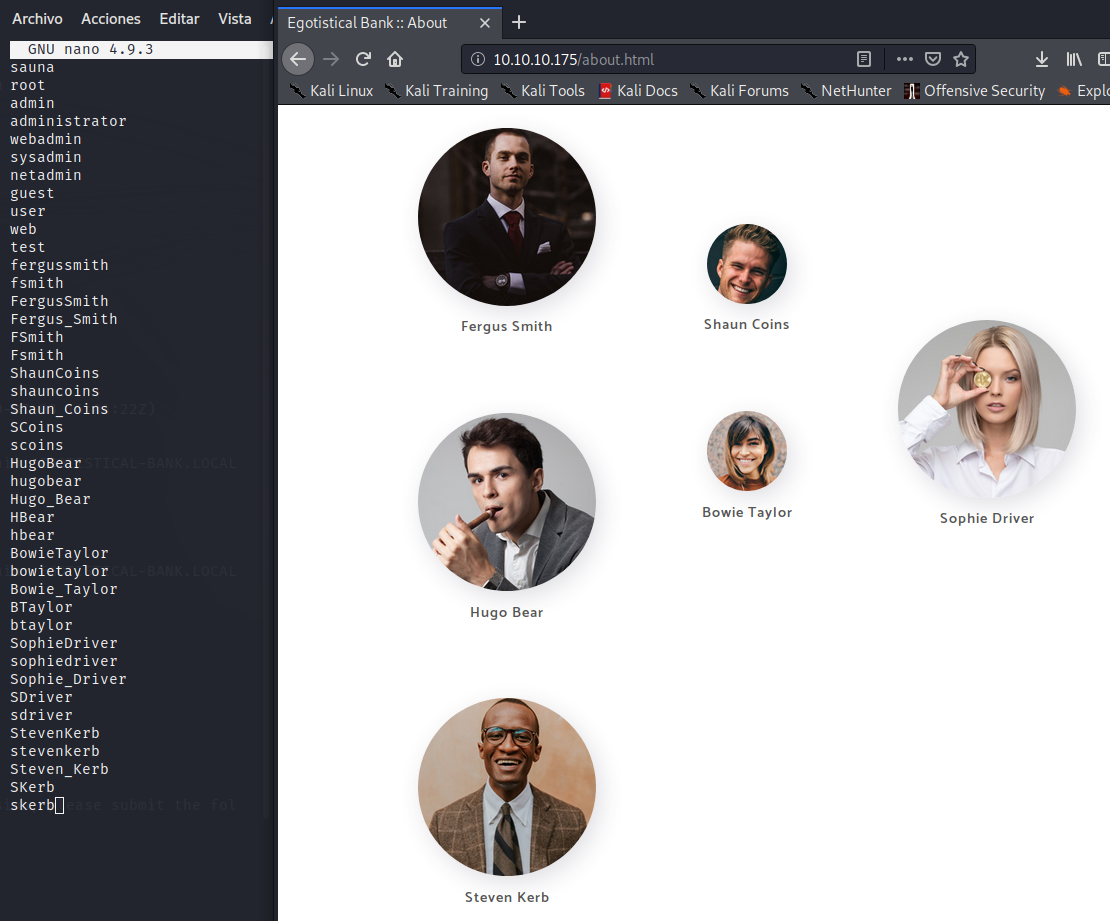 Archivo Acciones Editar Vista
GNU nano 4.9.3
sauna
root
admin
administrator
webadmin
sysadmin
netadmin
guest
user
web
test
fergussmith
fsmith
FergusSmith
Fergus_Smith
FSmith
Fsmith
ShaunCoins
shauncoins
Shaun_Coins
SCoins
scoins
HugoBear
hugobear
Hugo_Bear
HBear
hbear
BowieTaylor
bowietaylor
Bowie_Taylor
BTaylor
btaylor
SophieDriver
sophiedriver
Sophie_Driver
SDriver
sdriver
StevenKerb
stevenkerb
Steven_Kerb
SKerb
skerb
Egotistical Bank :: About
10.10.10.175/about.html
Kali Linux Kali Training Kali Tools Kali Docs Kali Forums NetHunter Offensive Security Explo
Fergus Smith
Shaun Coins
Hugo Bear
Bowie Taylor
Sophie Driver
Steven Kerb